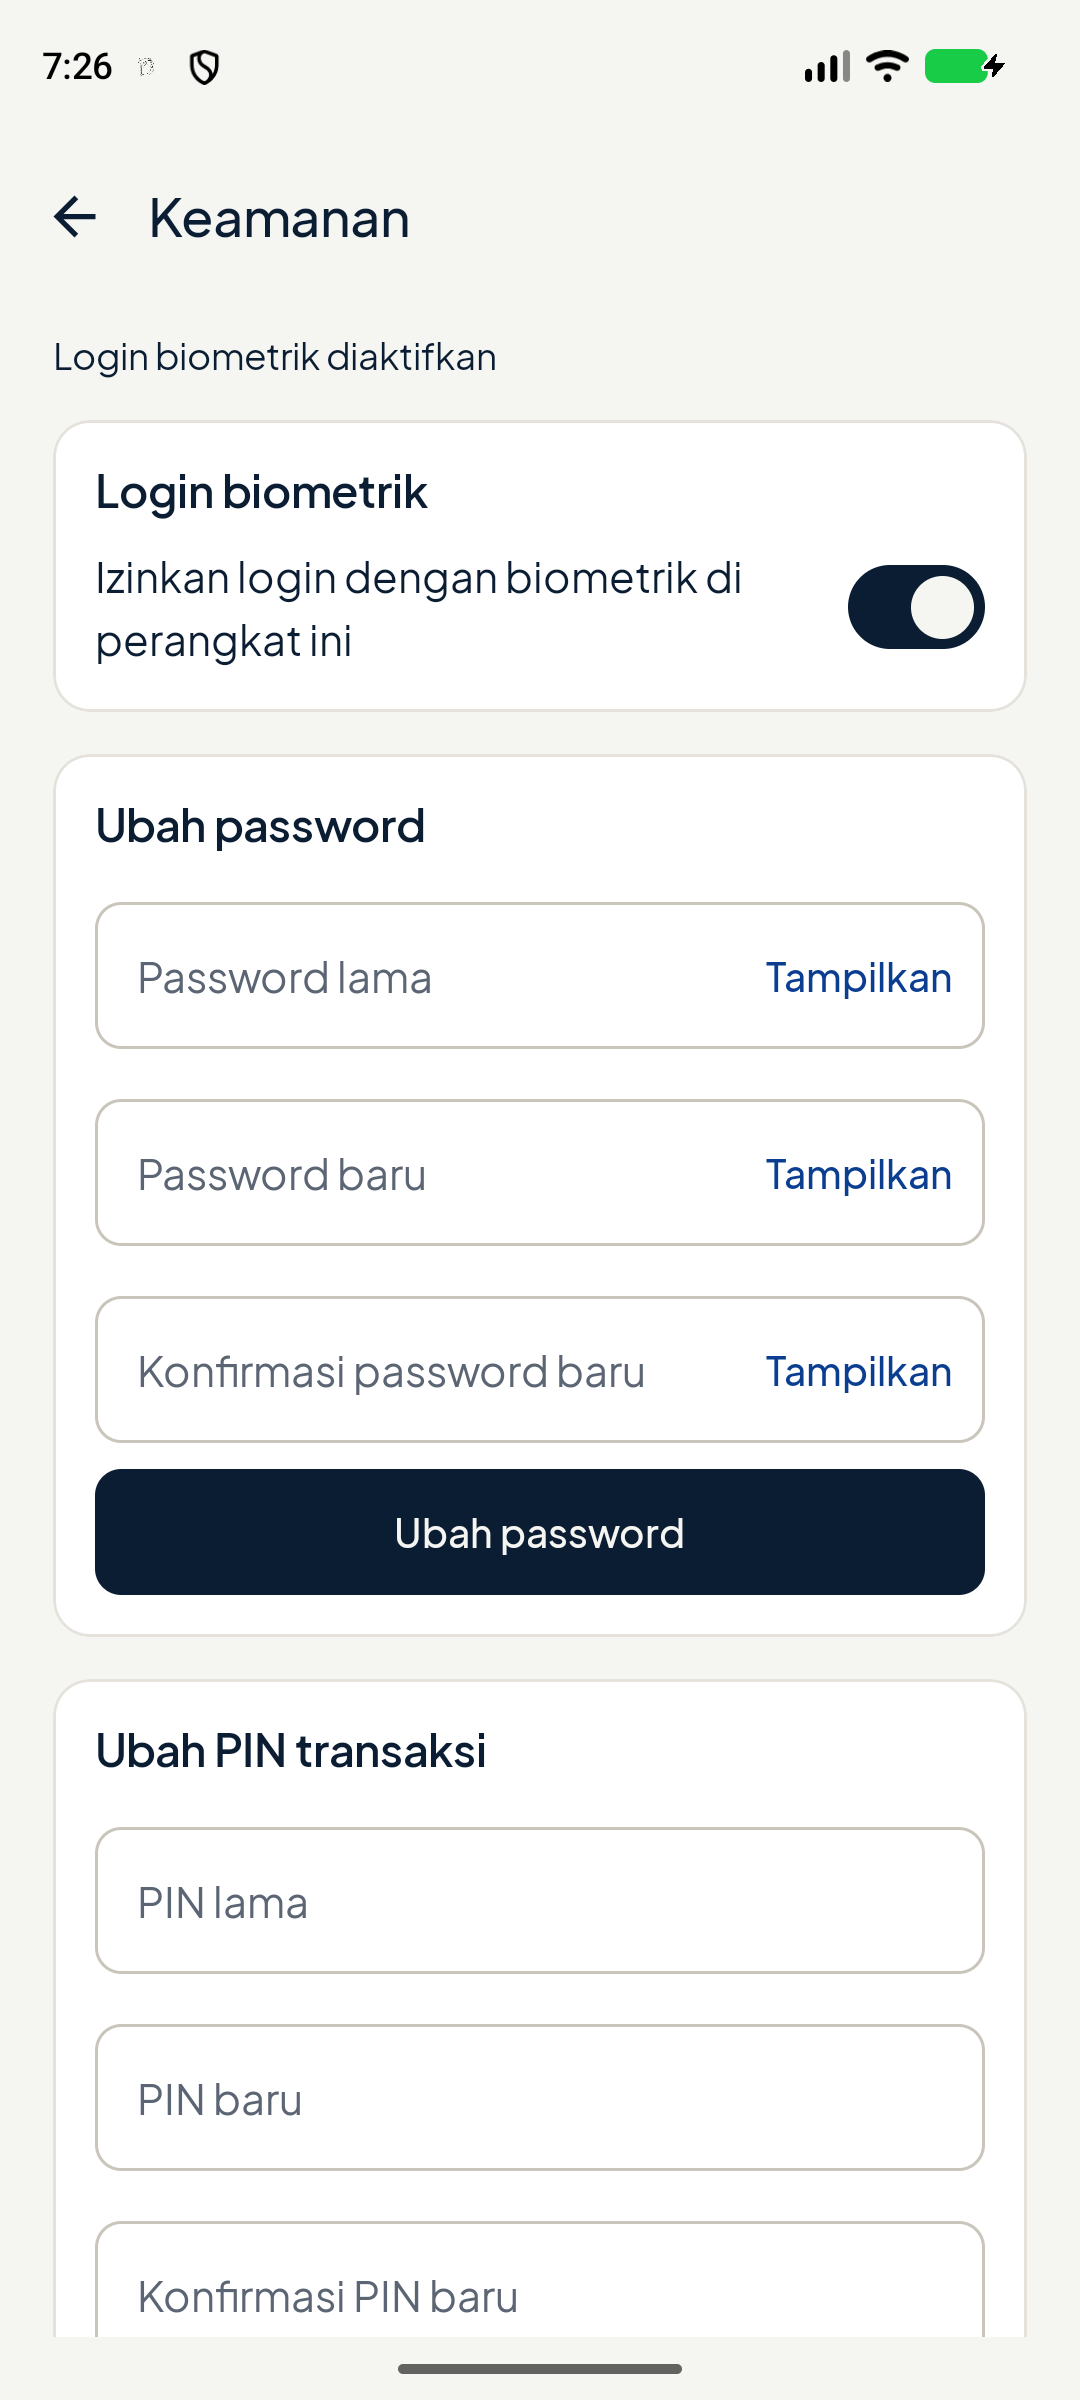 7:26
Keamanan
Login biometrik diaktifkan
Login biometrik
Izinkan login dengan biometrik di
perangkat ini
Ubah password
Password lama
Tampilkan
Password baru
Tampilkan
Konfirmasi password baru
Tampilkan
Ubah password
Ubah PIN transaksi
PIN lama
PIN baru
Konfirmasi PIN baru